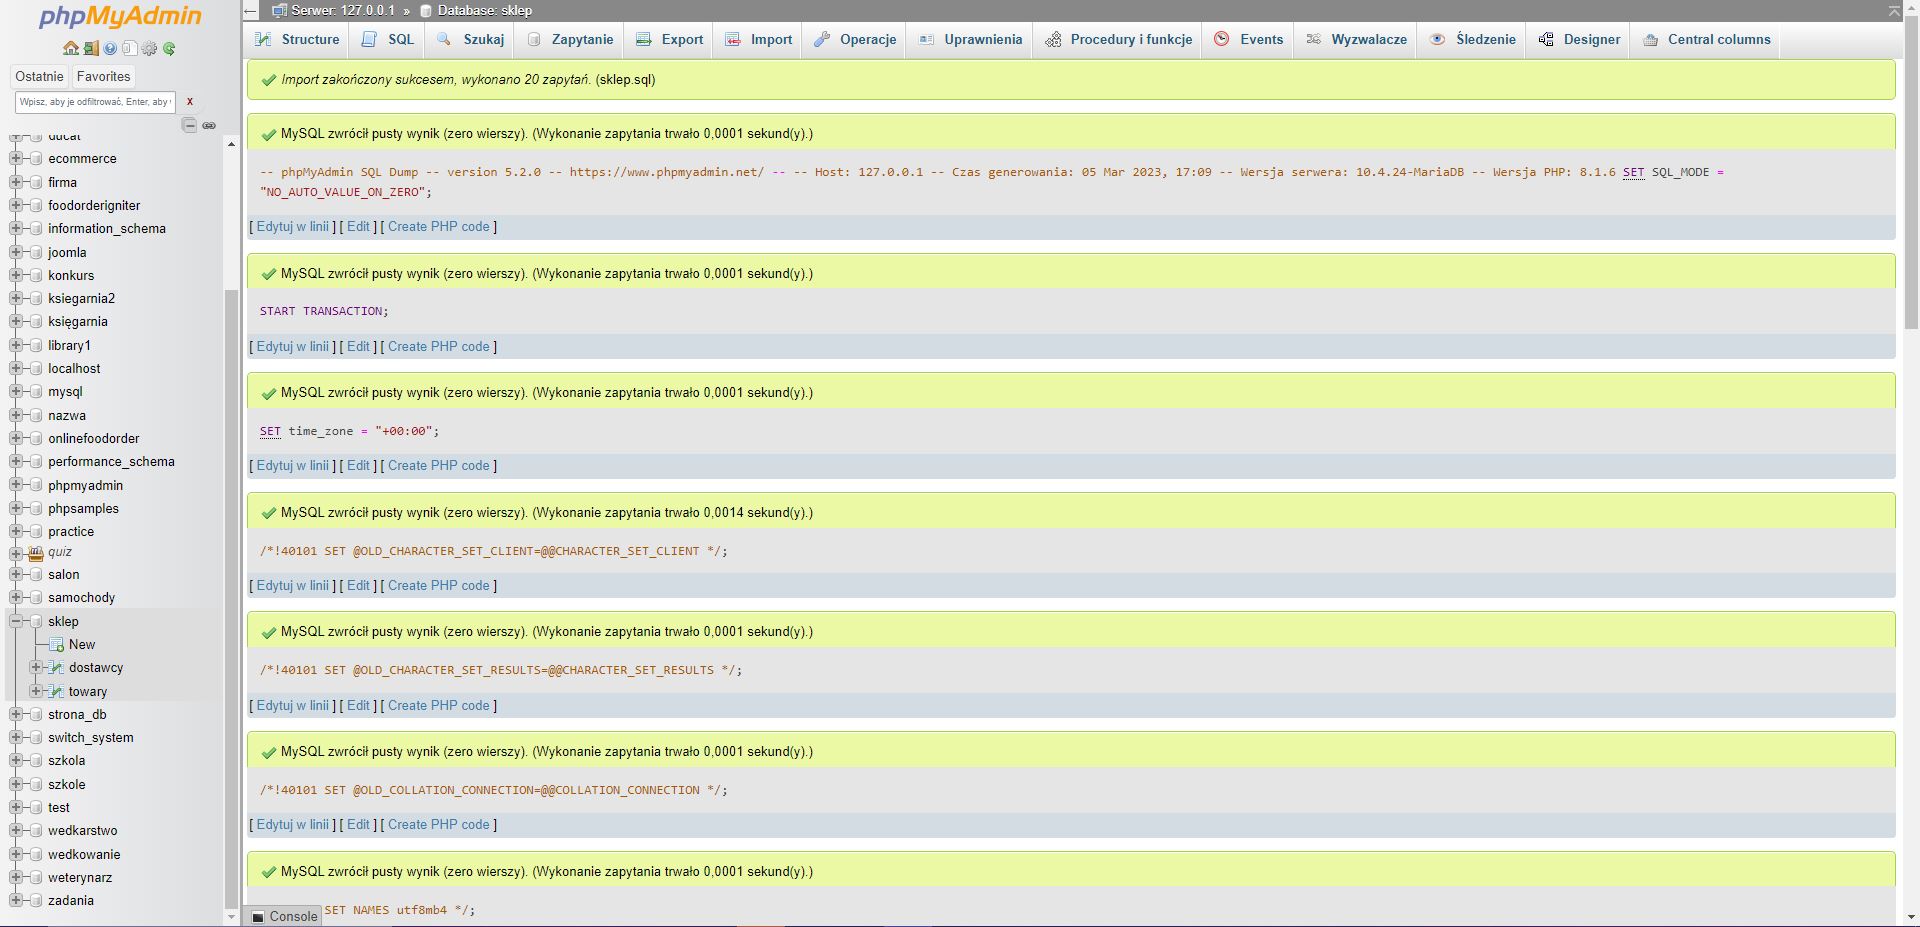 phpMyAdmin
Ostatnie Favorites
Wpisz, aby je odfiltrować, Enter, aby
X
ducat
ecommerce
firma
foodorderigniter
information_schema
joomla
konkurs
ksiegarnia2
księgarnia
library1
localhost
mysql
nazwa
onlinefoodorder
performance_schema
phpmyadmin
phpsamples
practice
quiz
salon
samochody
sklep
New
dostawcy
towary
strona_db
switch_system
szkola
szkole
test
wedkarstwo
wedkowanie
weterynarz
zadania
Serwer: 127.0.0.1 » Database: sklep
Structure SQL Szukaj Zapytanie Export Import Operacje Uprawnienia Procedury i funkcje Events Wyzwalacze Śledzenie Designer Central columns
Import zakończony sukcesem, wykonano 20 zapytań. (sklep.sql)
MySQL zwrócił pusty wynik (zero wierszy). (Wykonanie zapytania trwało 0,0001 sekund(y).)
-- phpMyAdmin SQL Dump -- version 5.2.0 -- https://www.phpmyadmin.net/ -- -- Host: 127.0.0.1 -- Czas generowania: 05 Mar 2023, 17:09 -- Wersja serwera: 10.4.24-MariaDB -- Wersja PHP: 8.1.6 SET SQL_MODE =
"NO_AUTO_VALUE_ON_ZERO";
[ Edytuj w linii ] [ Edit ] [ Create PHP code ]
MySQL zwrócił pusty wynik (zero wierszy). (Wykonanie zapytania trwało 0,0001 sekund(y).)
START TRANSACTION;
[ Edytuj w linii ] [ Edit ] [ Create PHP code ]
MySQL zwrócił pusty wynik (zero wierszy). (Wykonanie zapytania trwało 0,0001 sekund(y).)
SET time_zone = "+00:00";
[ Edytuj w linii ] [ Edit ] [ Create PHP code ]
MySQL zwrócił pusty wynik (zero wierszy). (Wykonanie zapytania trwało 0,0014 sekund(y).)
/*!40101 SET @OLD_CHARACTER_SET_CLIENT=@@CHARACTER_SET_CLIENT */;
[ Edytuj w linii ] [ Edit ] [ Create PHP code ]
MySQL zwrócił pusty wynik (zero wierszy). (Wykonanie zapytania trwało 0,0001 sekund(y).)
/*!40101 SET @OLD_CHARACTER_SET_RESULTS=@@CHARACTER_SET_RESULTS */;
[ Edytuj w linii ] [ Edit ] [ Create PHP code ]
MySQL zwrócił pusty wynik (zero wierszy). (Wykonanie zapytania trwało 0,0001 sekund(y).)
/*!40101 SET @OLD_COLLATION_CONNECTION=@@COLLATION_CONNECTION */;
[ Edytuj w linii ] [ Edit ] [ Create PHP code ]
MySQL zwrócił pusty wynik (zero wierszy). (Wykonanie zapytania trwało 0,0001 sekund(y).)
SET NAMES utf8mb4 */;
Console